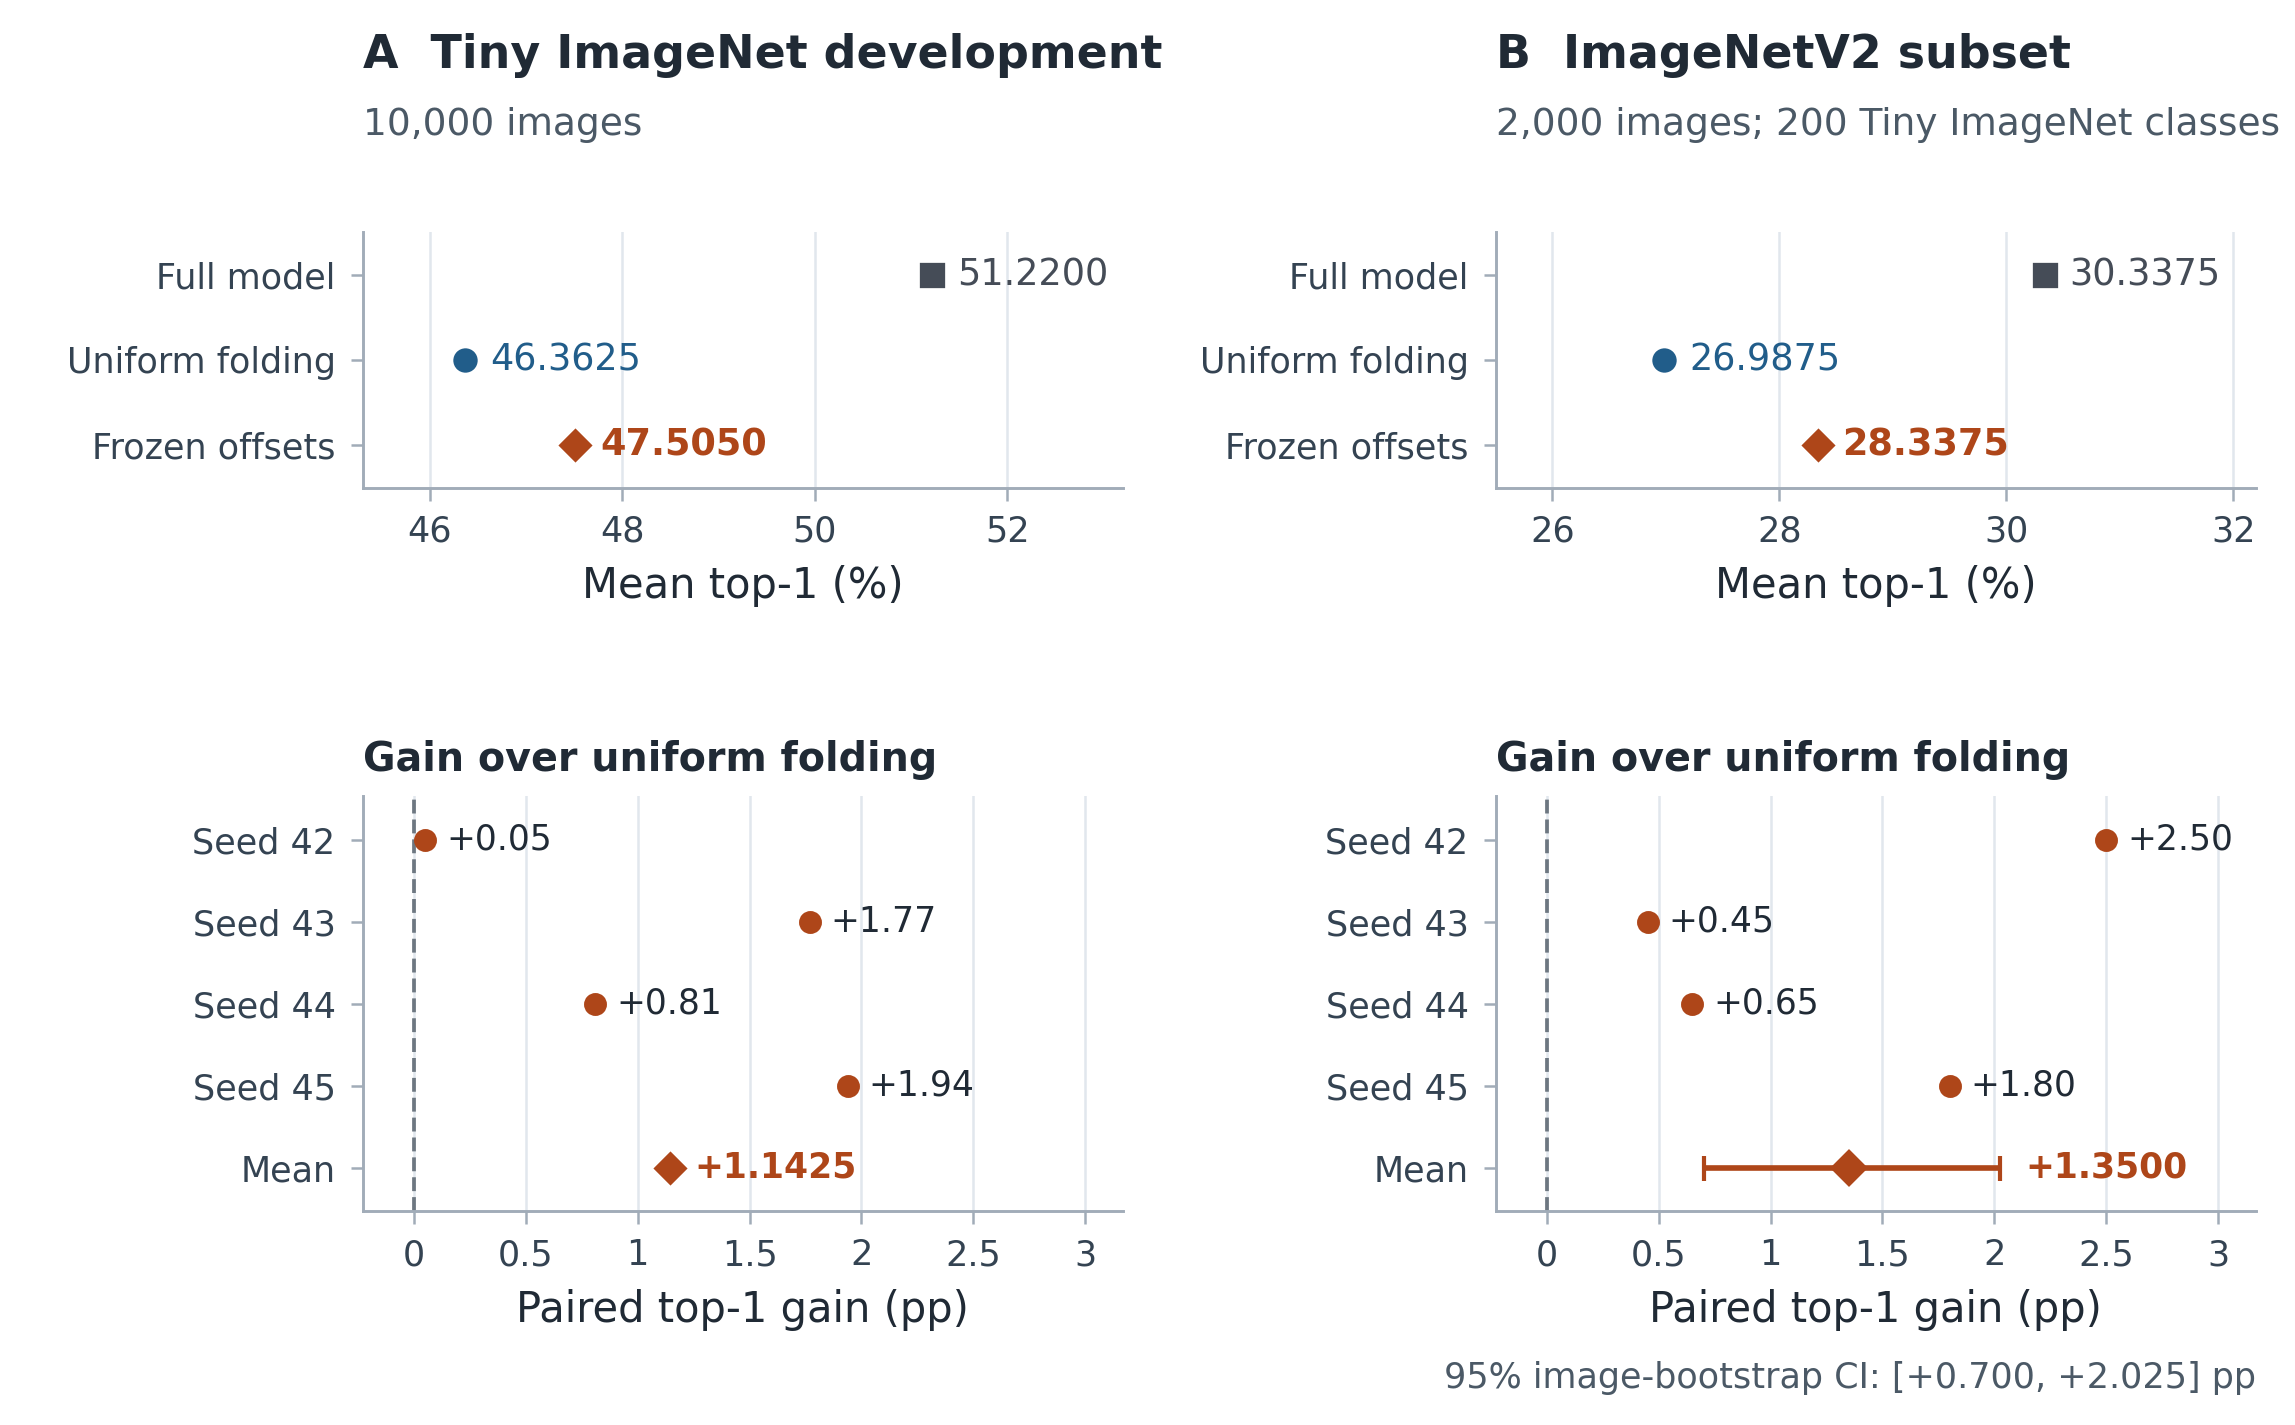 A  Tiny ImageNet development
10,000 images
Full model
51.2200
Uniform folding
46.3625
Frozen offsets
47.5050
46 48 50 52
Mean top-1 (%)
B  ImageNetV2 subset
2,000 images; 200 Tiny ImageNet classes
Full model
30.3375
Uniform folding
26.9875
Frozen offsets
28.3375
26 28 30 32
Mean top-1 (%)
Gain over uniform folding
Seed 42
+0.05
Seed 43
+1.77
Seed 44
+0.81
Seed 45
+1.94
Mean
+1.1425
0 0.5 1 1.5 2 2.5 3
Paired top-1 gain (pp)
Gain over uniform folding
Seed 42
+2.50
Seed 43
+0.45
Seed 44
+0.65
Seed 45
+1.80
Mean
+1.3500
0 0.5 1 1.5 2 2.5 3
Paired top-1 gain (pp)
95% image-bootstrap CI: [+0.700, +2.025] pp